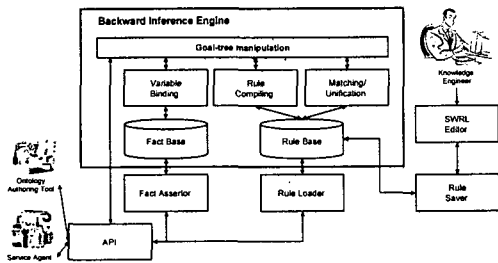 Backward Inference Engine
Goal-tree manipulation
Variable
Binding
Rule
Compiling
Matching/
Unification
Knowledge
Engineer
Fact Base
Rule Base
SWRL
Editor
Ontology
Authoring Tool
Fact Assertor
Rule Loader
Rule
Saver
API
Service Agent